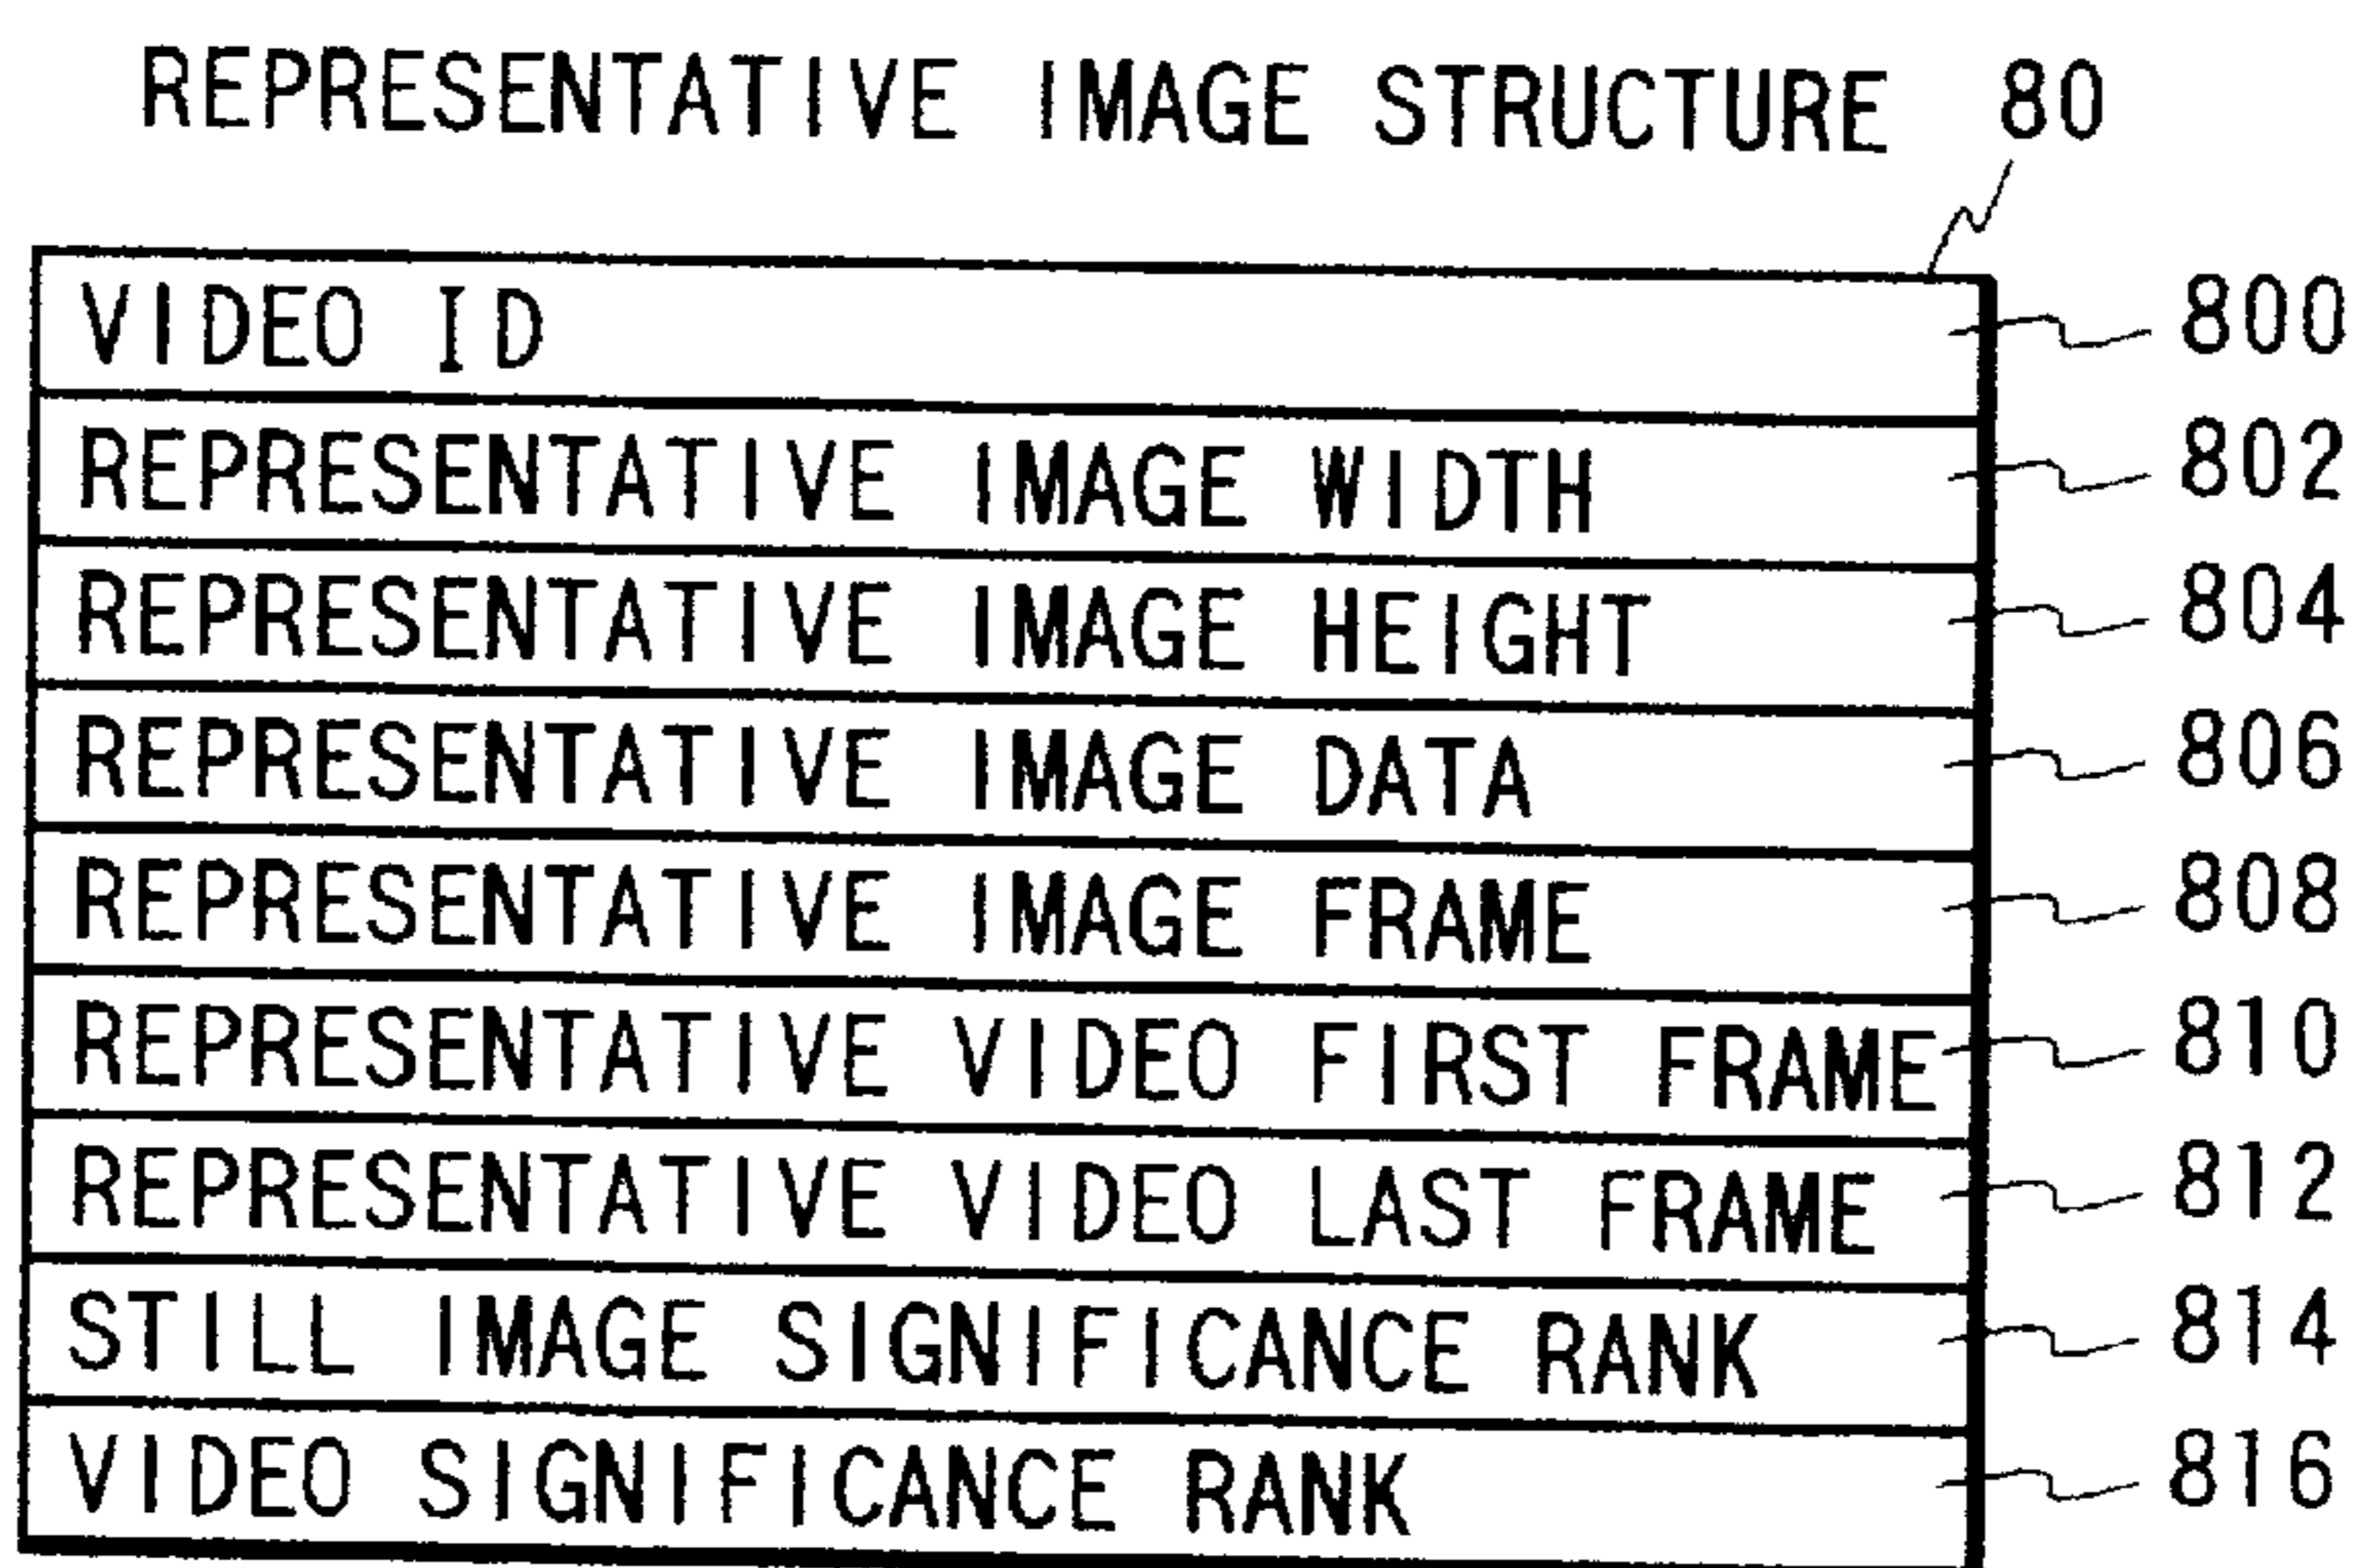 REPRESENTATIVE IMAGE STRUCTURE 80
VIDEO ID 800
REPRESENTATIVE IMAGE WIDTH 802
REPRESENTATIVE IMAGE HEIGHT 804
REPRESENTATIVE IMAGE DATA 806
REPRESENTATIVE IMAGE FRAME 808
REPRESENTATIVE VIDEO FIRST FRAME 810
REPRESENTATIVE VIDEO LAST FRAME 812
STILL IMAGE SIGNIFICANCE RANK 814
VIDEO SIGNIFICANCE RANK 816